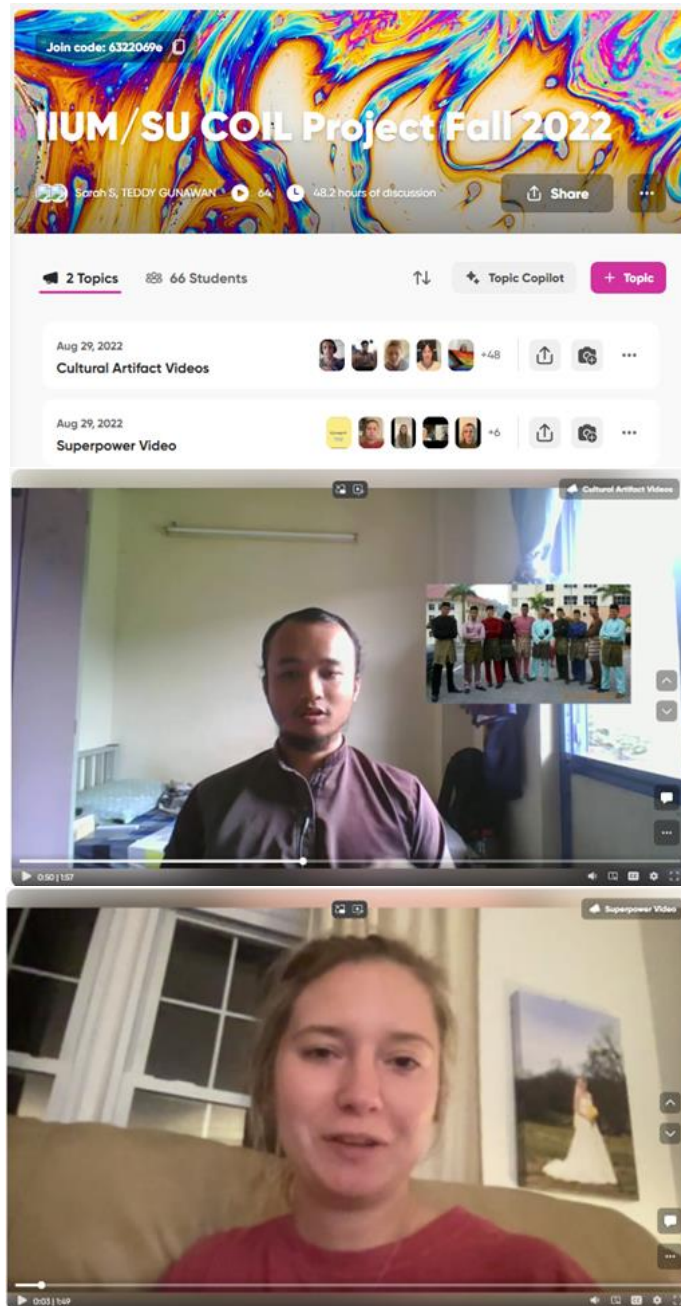 Join code: 6322069e
IIUM/SU COIL Project Fall 2022
Sarah S, TEDDY GUNAWAN 64 48.2 hours of discussion Share
2 Topics 66 Students Topic Copilot + Topic
Aug 29, 2022
Cultural Artifact Videos +48
Aug 29, 2022
Superpower Video +6
Cultural Artifact Videos
0:50 | 1:57
Superpower Video
0:03 | 1:49